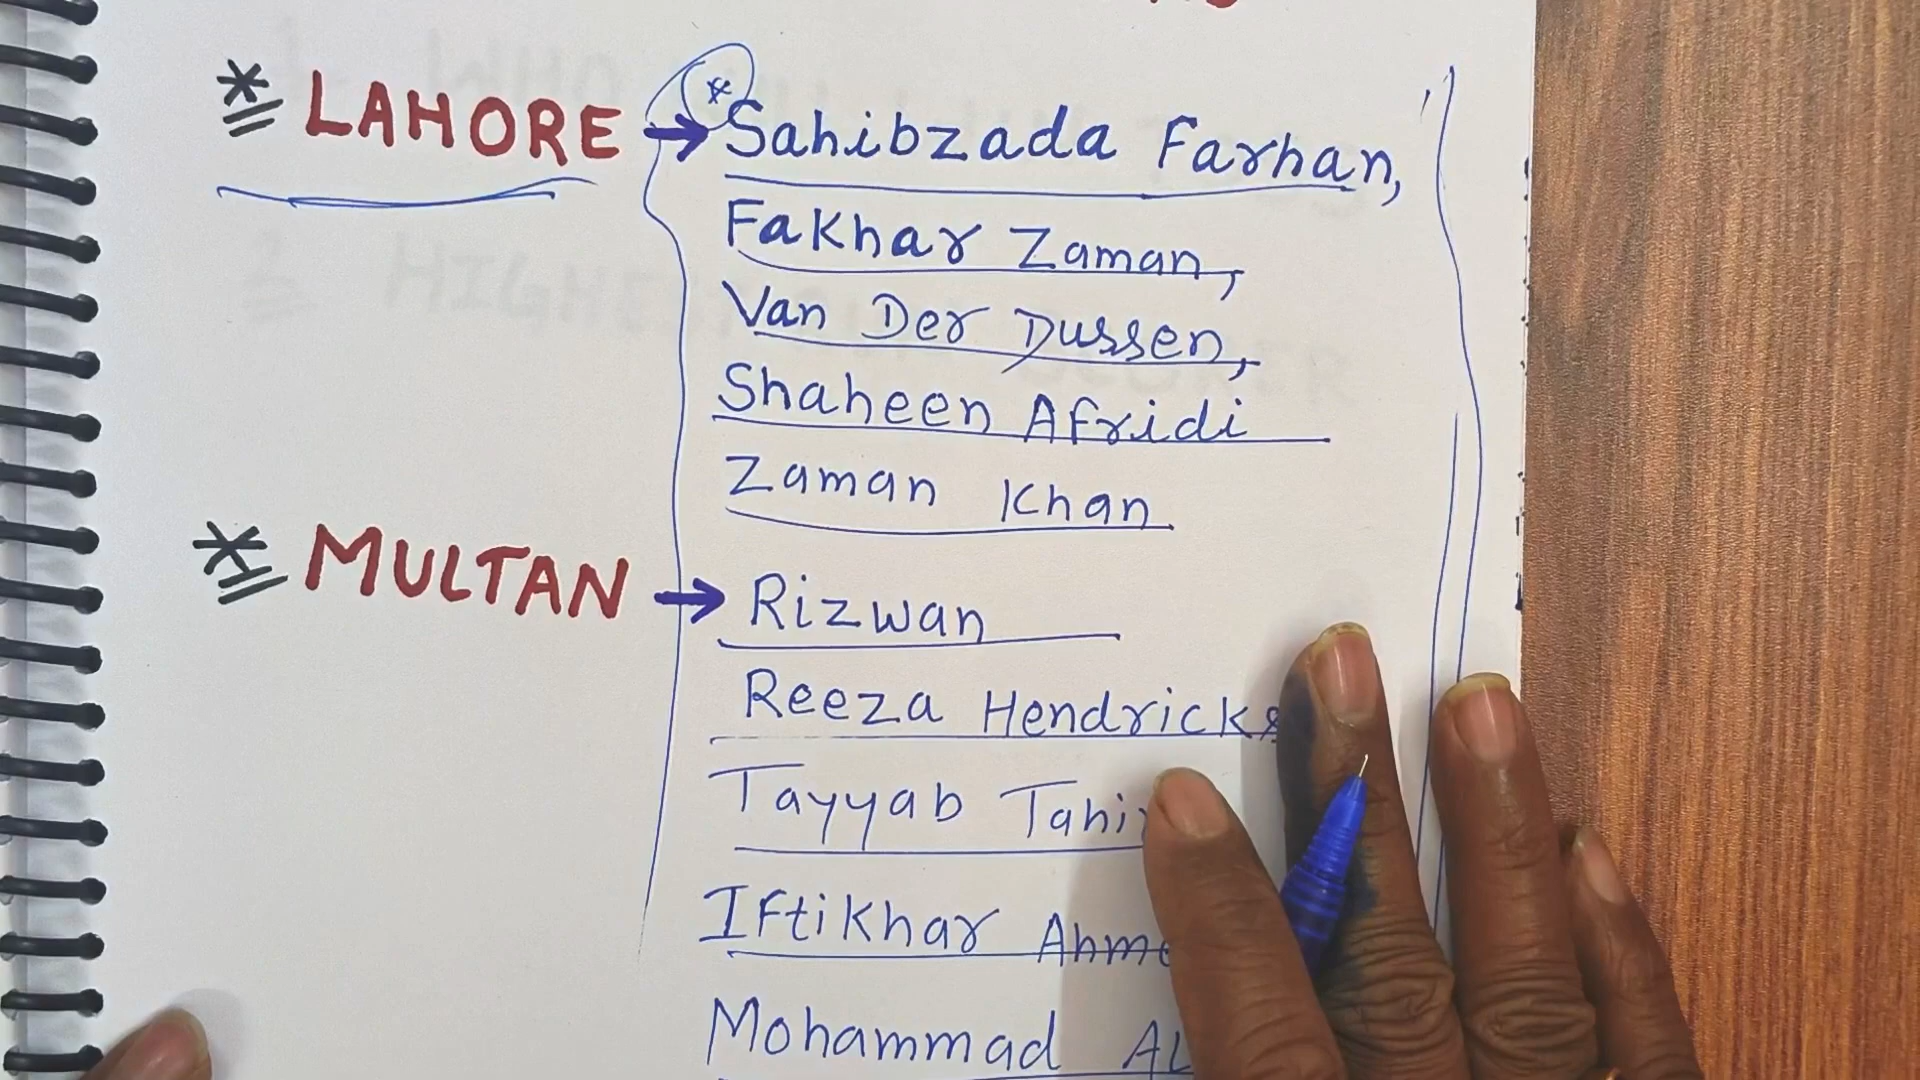 * LAHORE → * Sahibzada Farhan,
Fakhar Zaman,
Van Der Dussen,
Shaheen Afridi
Zaman Khan
* MULTAN → Rizwan
Reeza Hendricks
Tayyab Tahir
Iftikhar
Mohammad